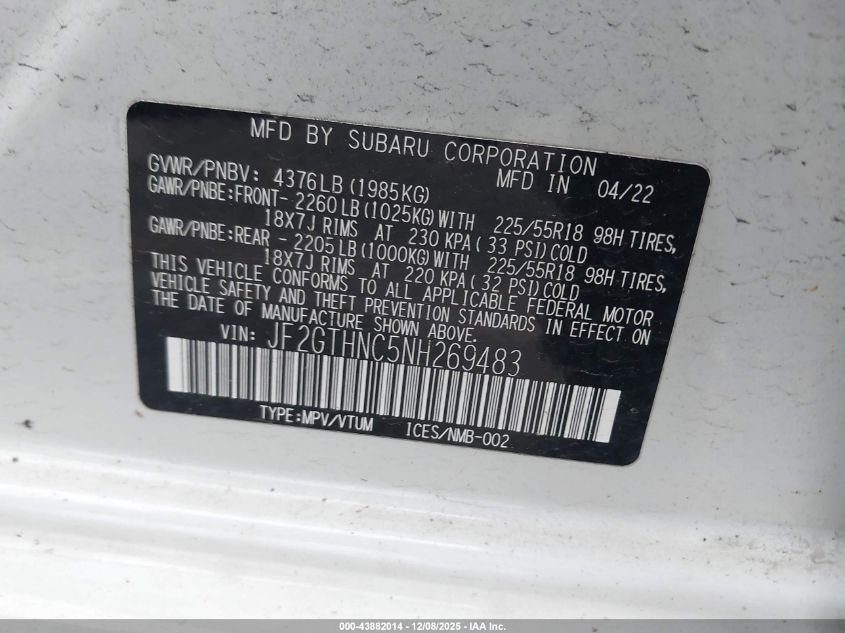 MFD BY SUBARU CORPORATION
GVWR/PNBV: 4376LB(1985KG) MFD IN 04/22
GAWR/PNBE:FRONT- 2260LB(1025KG)WITH 225/55R18 98H TIRES,
18X7J RIMS AT 230 KPA( 33 PSI)COLD
GAWR/PNBE:REAR - 2205LB(1000KG)WITH 225/55R18 98H TIRES,
18X7J RIMS AT 220 KPA( 32 PSI)COLD
THIS VEHICLE CONFORMS TO ALL APPLICABLE FEDERAL MOTOR
VEHICLE SAFETY AND THEFT PREVENTION STANDARDS IN EFFECT ON
THE DATE OF MANUFACTURE SHOWN ABOVE.
VIN: JF2GTHNC5NH269483
TYPE:MPV/VTUM ICES/NMB-002
000-43882014 - 12/08/2025 - IAA Inc.